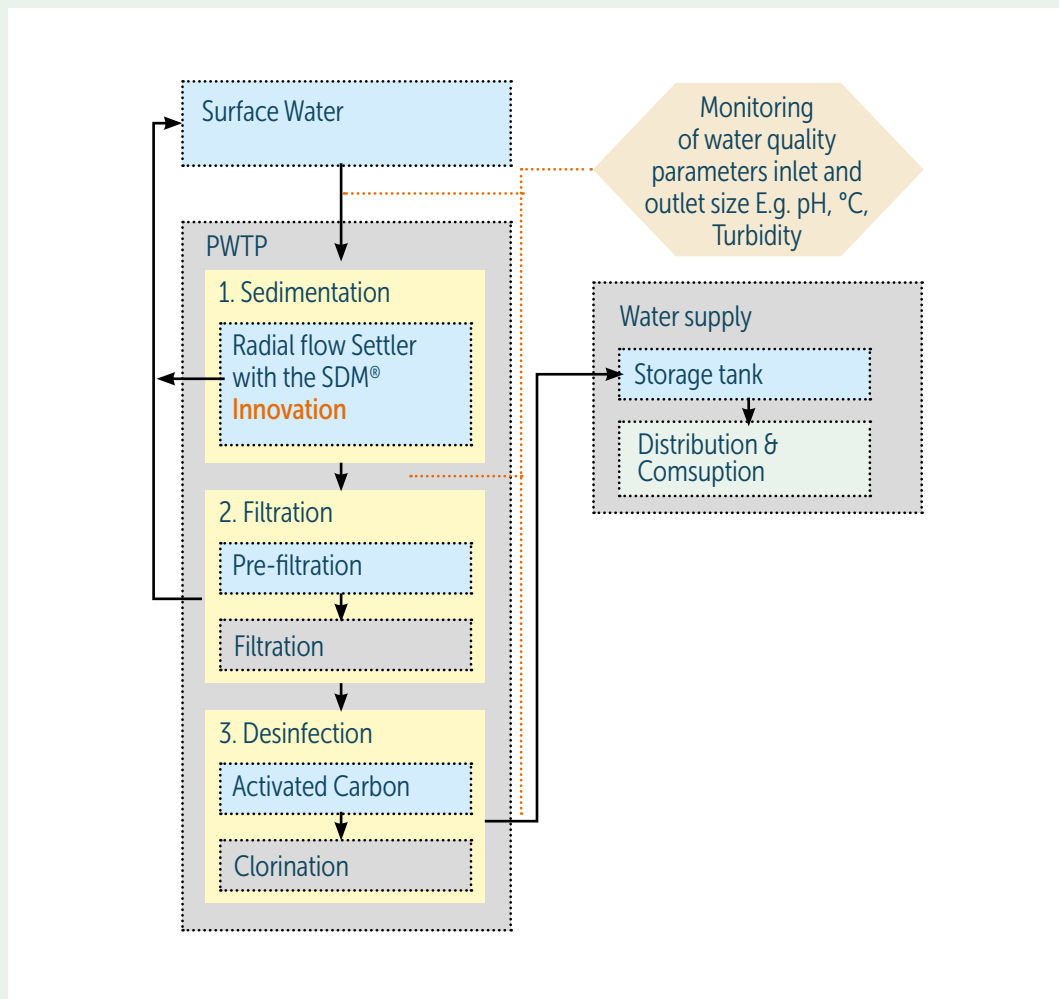 Surface Water
Monitoring
of water quality
parameters inlet and
outlet size E.g. pH, °C,
Turbidity
PWTP
1. Sedimentation
Radial flow Settler
with the SDM®
Innovation
2. Filtration
Pre-filtration
Filtration
3. Desinfection
Activated Carbon
Clorination
Water supply
Storage tank
Distribution &
Comsuption